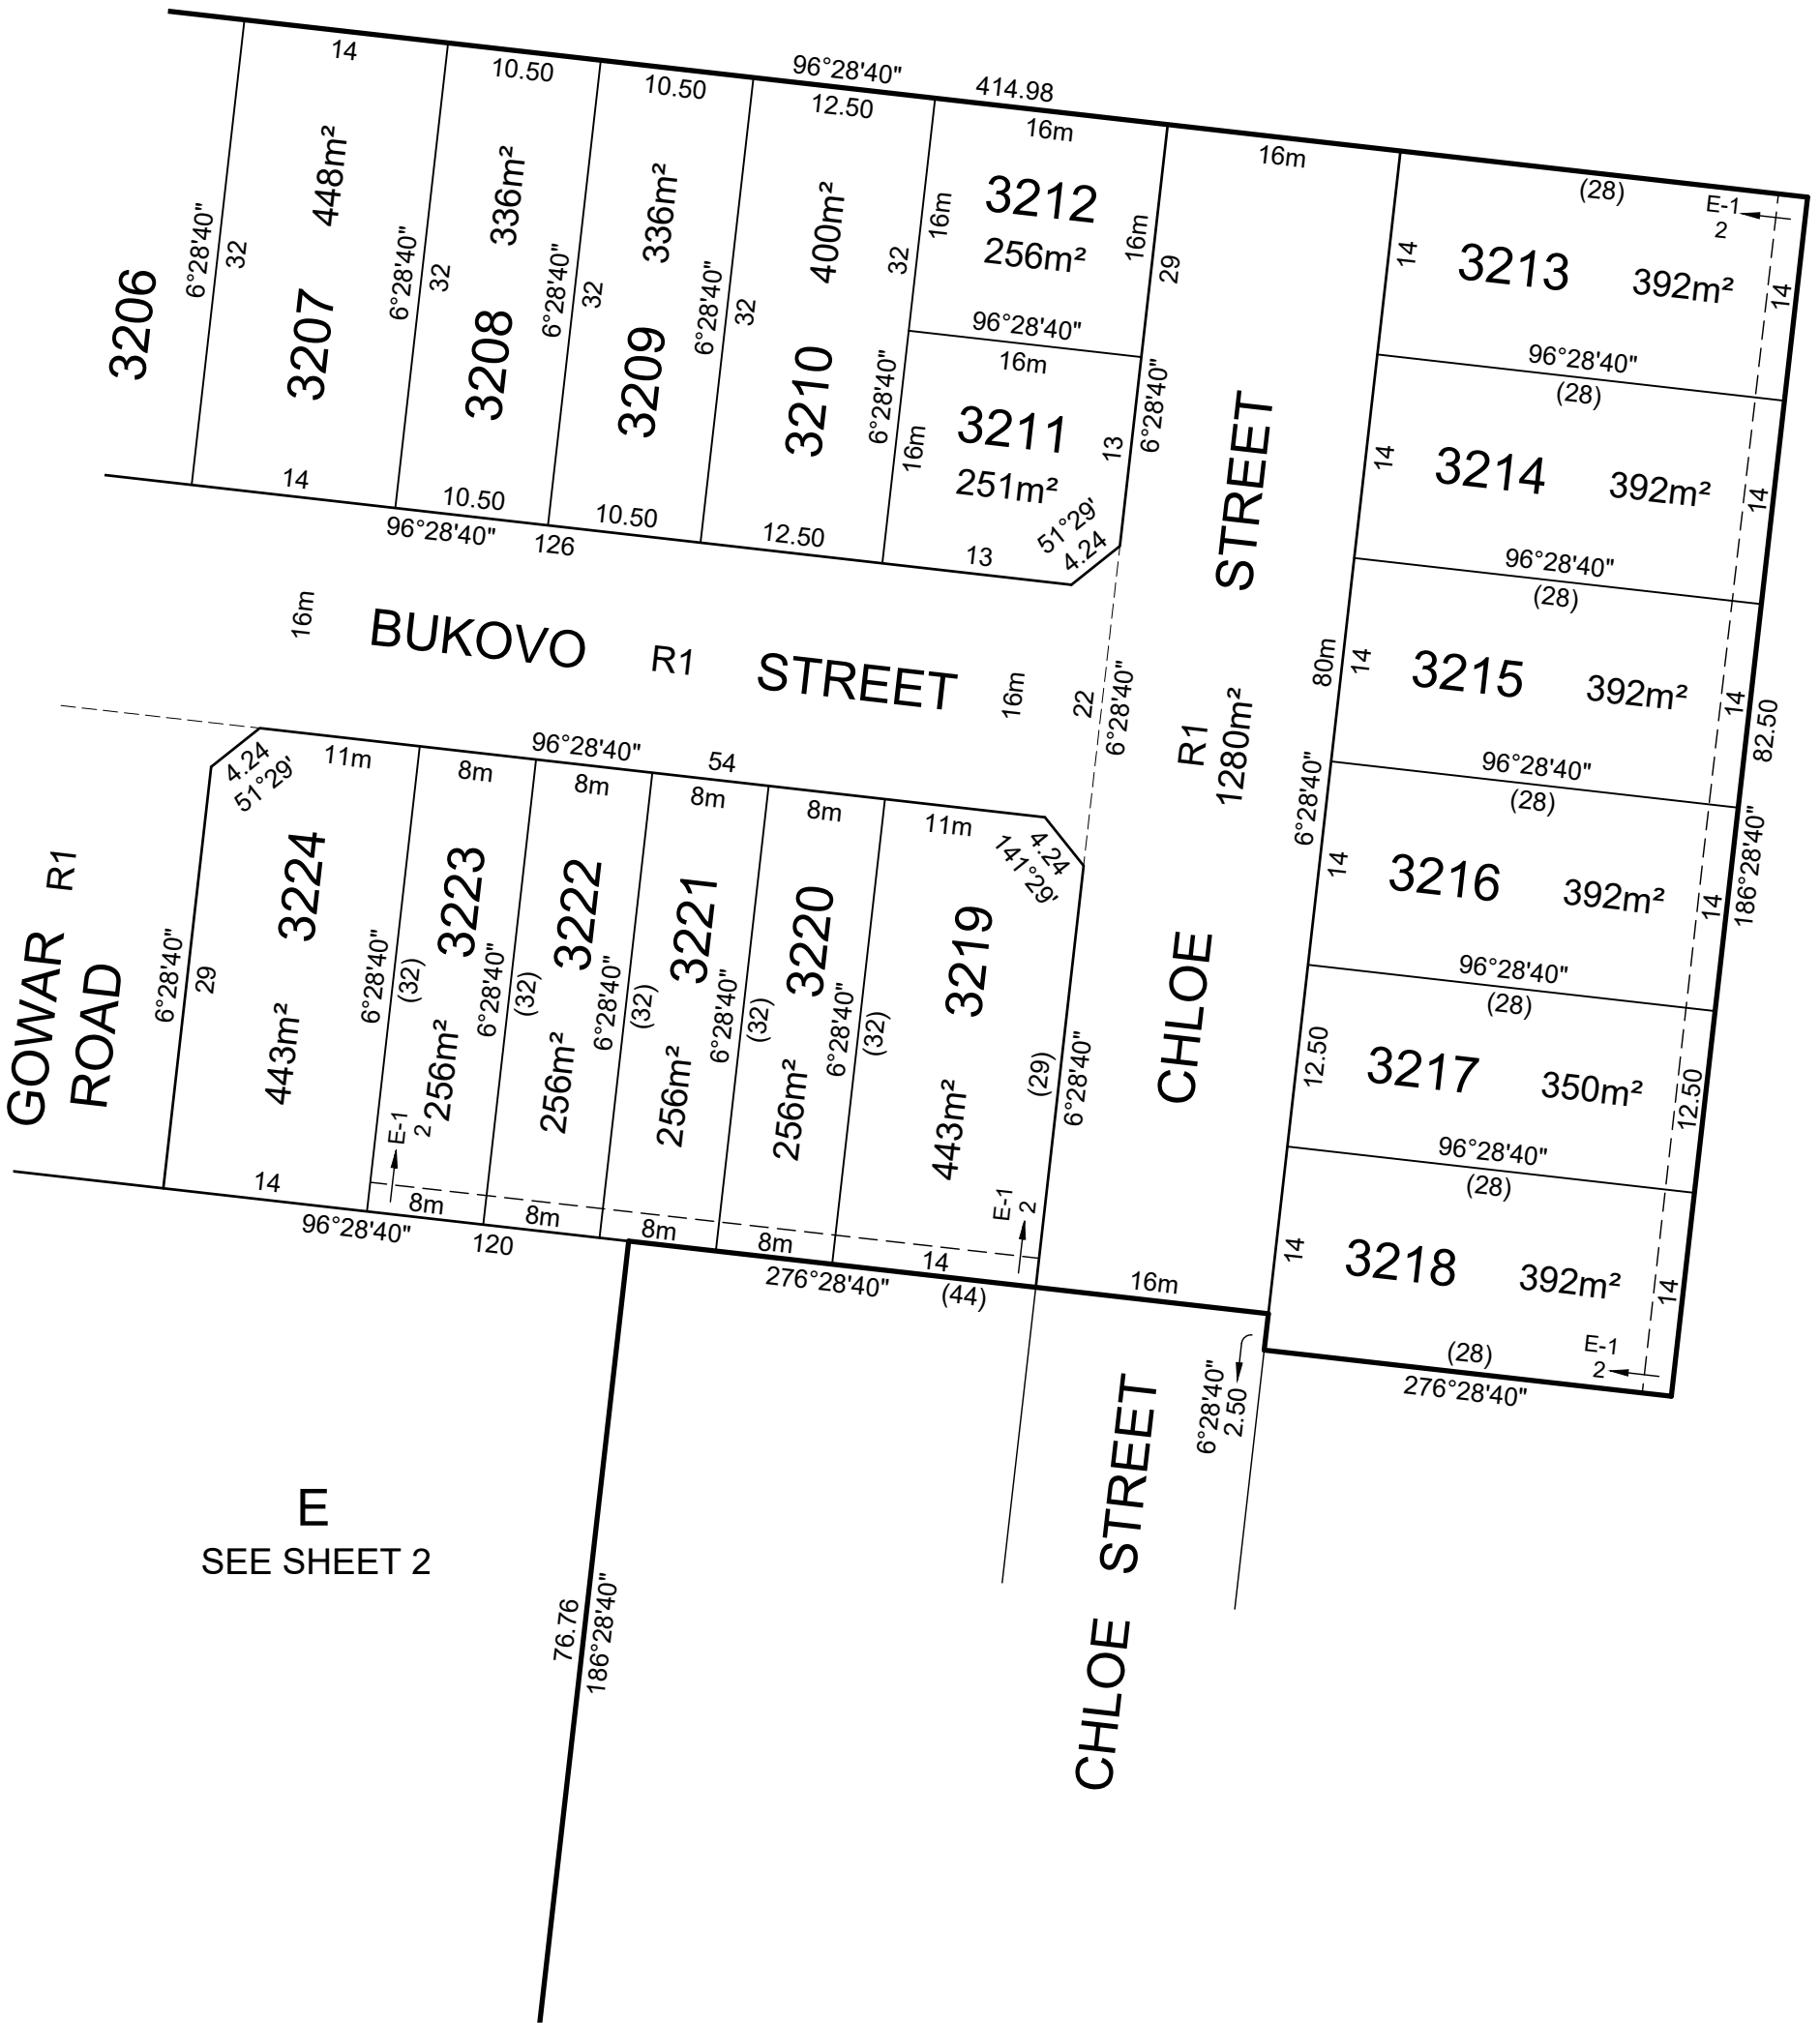 96°28'40" 414.98
14
10.50
10.50
12.50
16m
16m
(28)
E-1
2
3206
6°28'40"
32
3207 448m²
6°28'40"
32
3208 336m²
6°28'40"
32
3209 336m²
6°28'40"
32
3210 400m²
32
6°28'40"
16m
3212
256m²
16m
29
96°28'40"
16m
3211
251m²
16m
13
6°28'40"
51°29'
4.24
14
10.50
10.50
12.50
13
96°28'40" 126
14
3213 392m²
14
96°28'40"
(28)
14
3214 392m²
14
96°28'40"
(28)
14
3215 392m²
14
96°28'40"
(28)
14
3216 392m²
14
96°28'40"
(28)
12.50
3217 350m²
12.50
96°28'40"
(28)
14
3218 392m²
14
E-1
2
(28)
276°28'40"
82.50
186°28'40"
80m
6°28'40"
16m
BUKOVO R1 STREET
16m
22
6°28'40"
CHLOE STREET
R1
1280m²
96°28'40" 54
4.24
51°29'
11m
8m
8m
8m
8m
11m
4.24
141°29'
GOWAR R1
ROAD
6°28'40"
29
3224
443m²
6°28'40"
(32)
3223
256m²
E-1
2
6°28'40"
(32)
3222
256m²
6°28'40"
(32)
3221
256m²
6°28'40"
(32)
3220
256m²
6°28'40"
(32)
3219
443m²
(29)
6°28'40"
E-1
2
14
8m
8m
8m
8m
14
16m
96°28'40" 120
276°28'40" (44)
6°28'40"
2.50
CHLOE STREET
E
SEE SHEET 2
76.76
186°28'40"